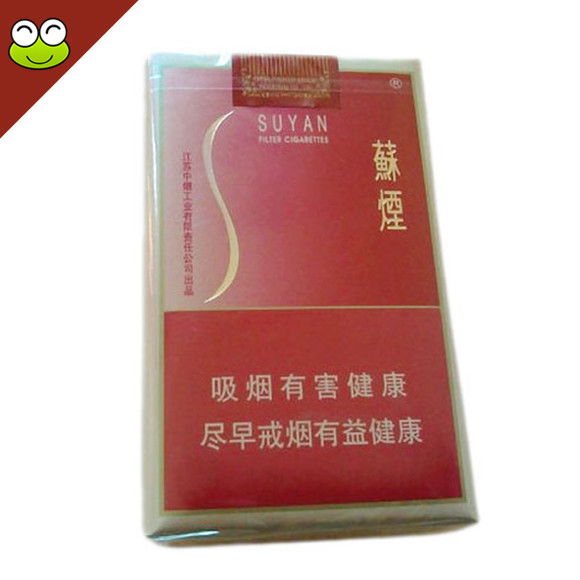 ®
SUYAN
FILTER CIGARETTES
蘇煙
江苏中烟工业有限责任公司出品
吸烟有害健康
尽早戒烟有益健康